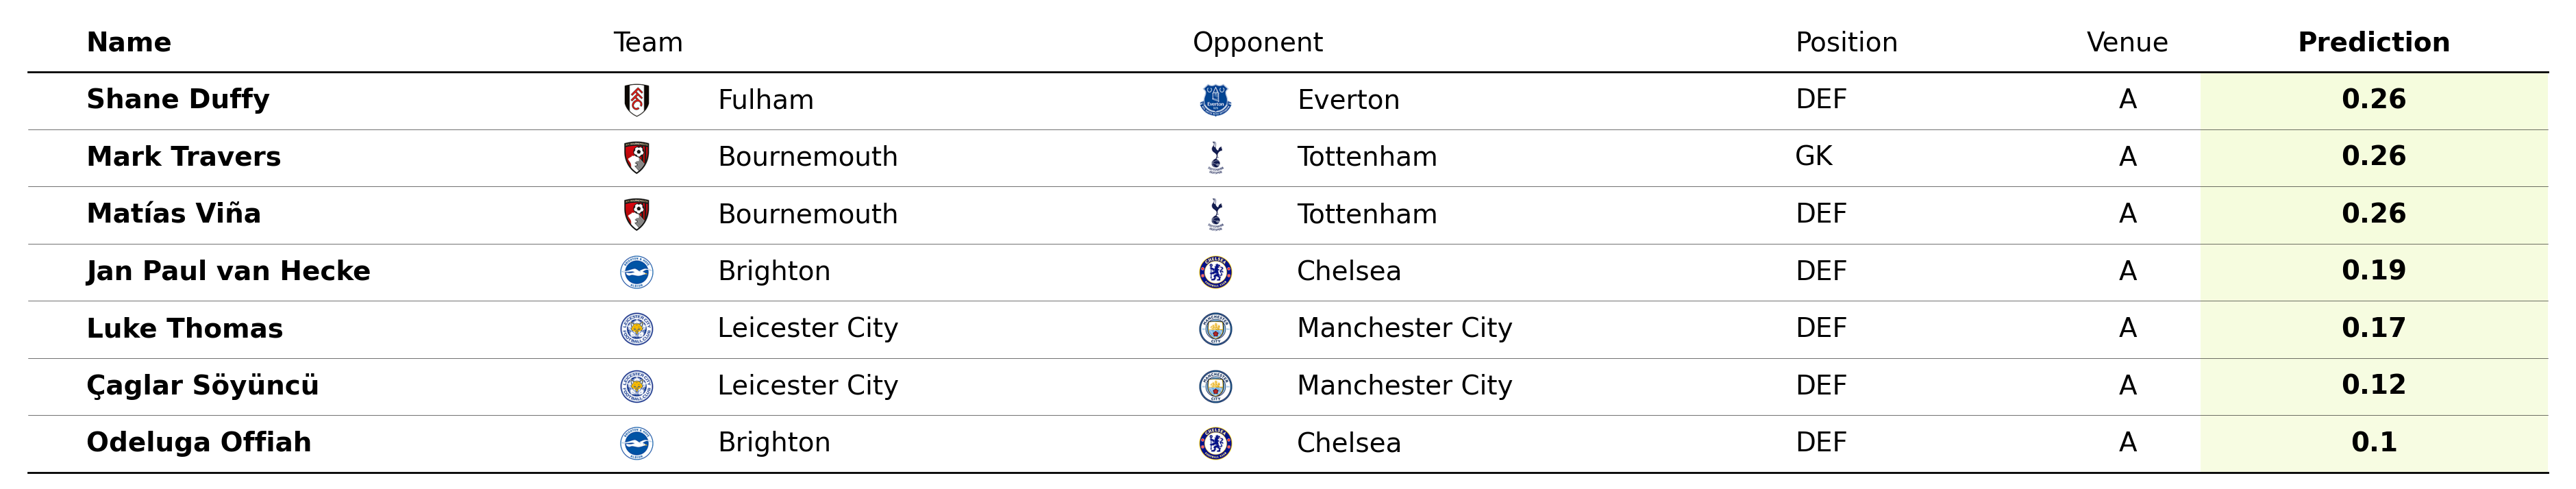 Name Team Opponent Position Venue Prediction
Shane Duffy Fulham Everton DEF A 0.26
Mark Travers Bournemouth Tottenham GK A 0.26
Matías Viña Bournemouth Tottenham DEF A 0.26
Jan Paul van Hecke Brighton Chelsea DEF A 0.19
Luke Thomas Leicester City Manchester City DEF A 0.17
Çaglar Söyüncü Leicester City Manchester City DEF A 0.12
Odeluga Offiah Brighton Chelsea DEF A 0.1